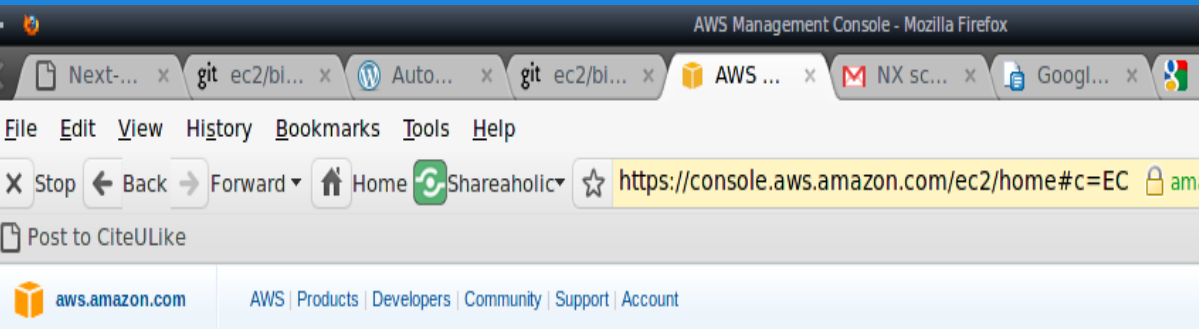 AWS Management Console - Mozilla Firefox
Next-... git ec2/bi... Auto... git ec2/bi... AWS ... NX sc... Googl...
File Edit View History Bookmarks Tools Help
Stop Back Forward Home Shareaholic https://console.aws.amazon.com/ec2/home#c=EC ama
Post to CiteULike
aws.amazon.com AWS | Products | Developers | Community | Support | Account